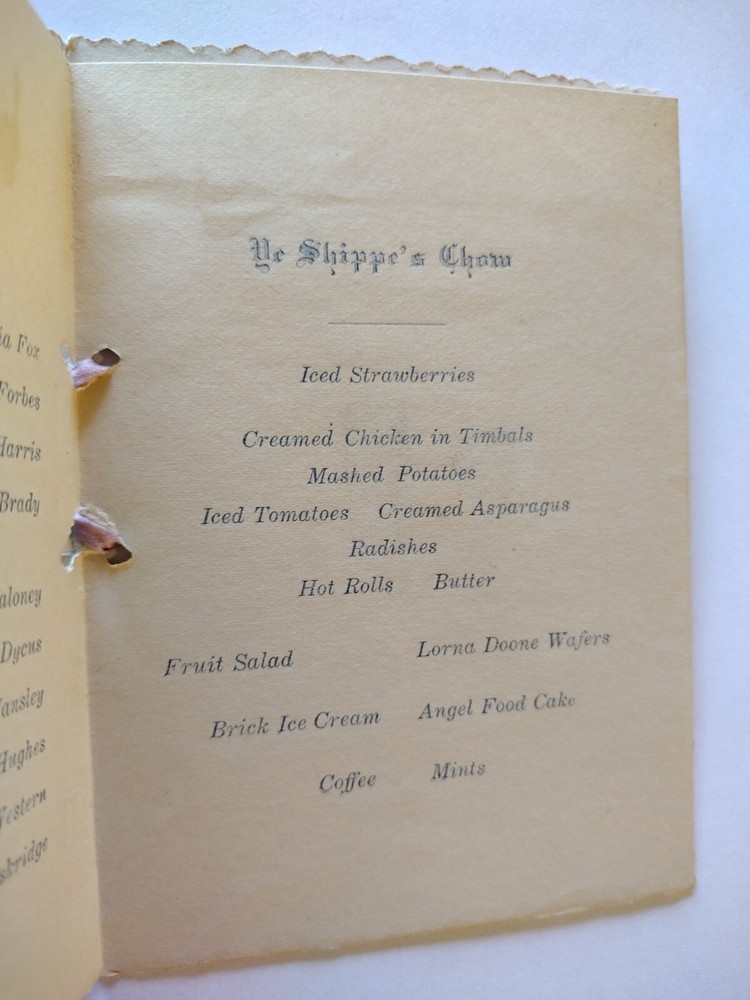 Fox
Forbes
Harris
Brady
Dycus
Hughes
Ye Shippe's Chow
Iced Strawberries
Creamed Chicken in Timbals
Mashed Potatoes
Iced Tomatoes Creamed Asparagus
Radishes
Hot Rolls Butter
Fruit Salad Lorna Doone Wafers
Brick Ice Cream Angel Food Cake
Coffee Mints